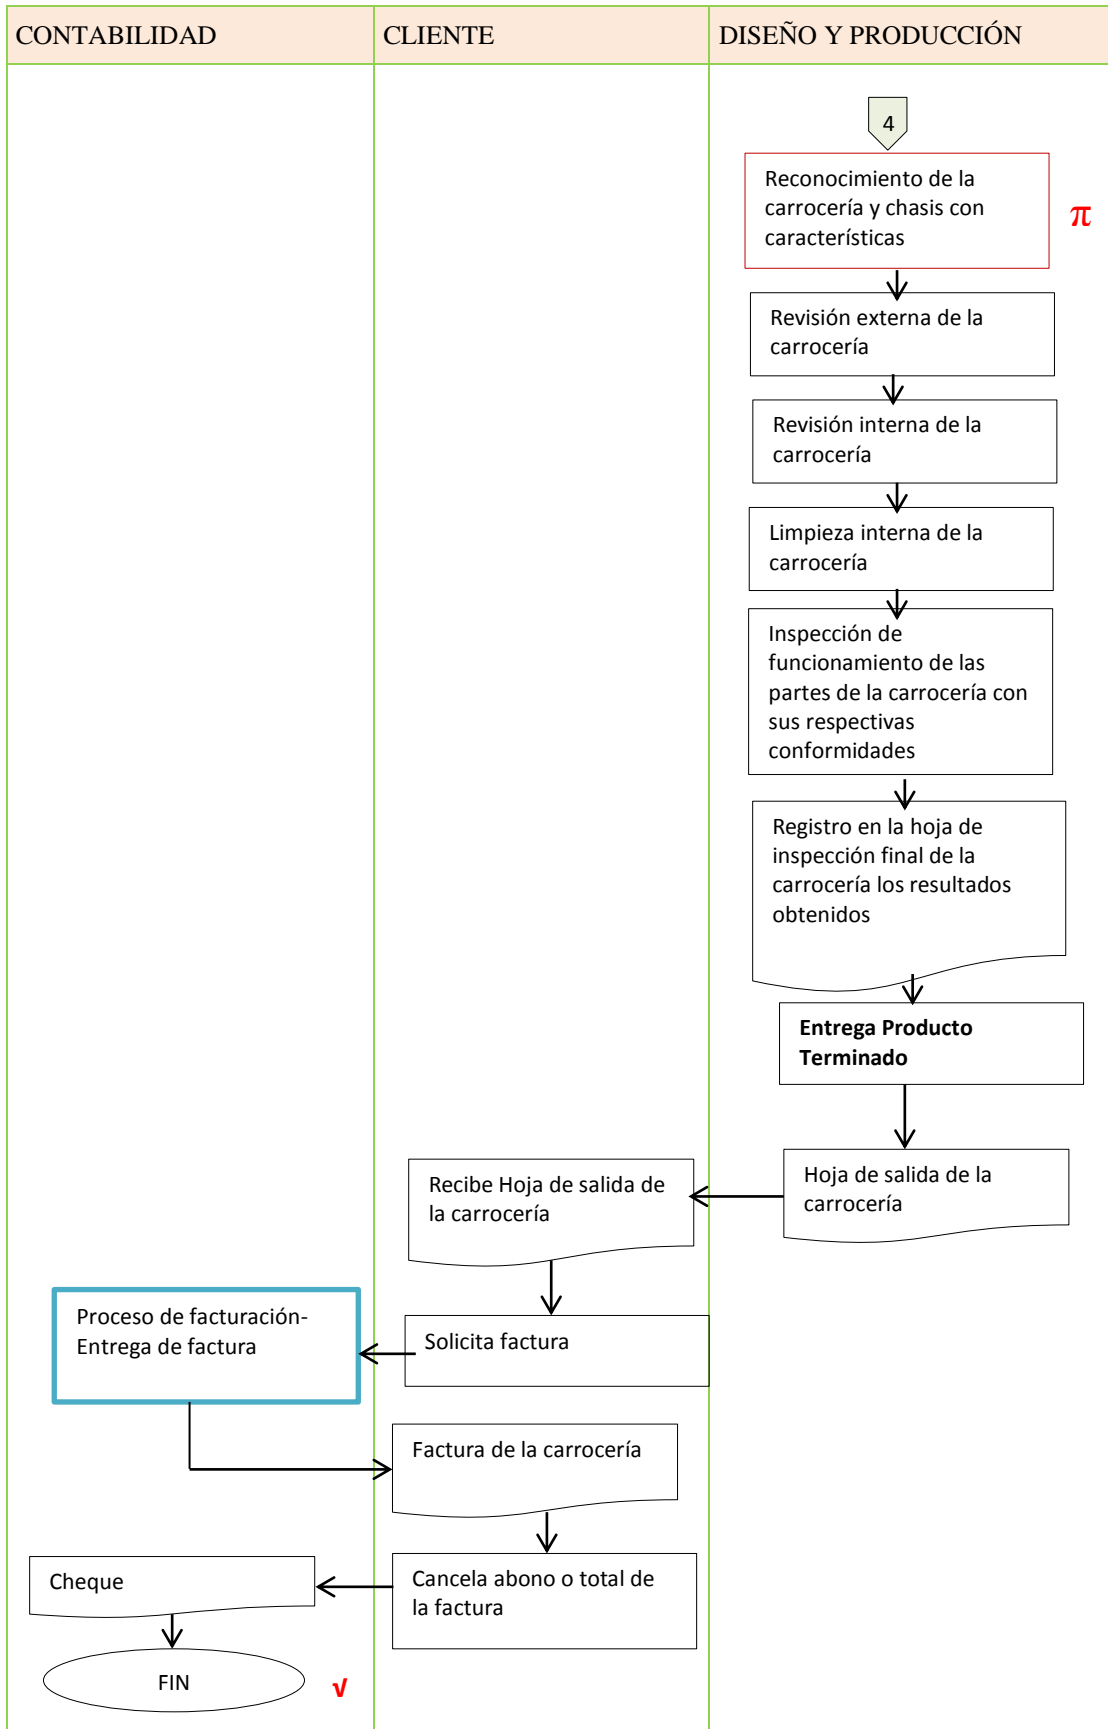 CONTABILIDAD
CLIENTE
DISEÑO Y PRODUCCIÓN
4
Reconocimiento de la
carrocería y chasis con
características
π
Revisión externa de la
carrocería
Revisión interna de la
carrocería
Limpieza interna de la
carrocería
Inspección de
funcionamiento de las
partes de la carrocería con
sus respectivas
conformidades
Registro en la hoja de
inspección final de la
carrocería los resultados
obtenidos
Entrega Producto
Terminado
Hoja de salida de la
carrocería
Recibe Hoja de salida de
la carrocería
Solicita factura
Proceso de facturación-
Entrega de factura
Factura de la carrocería
Cancela abono o total de
la factura
Cheque
FIN
√